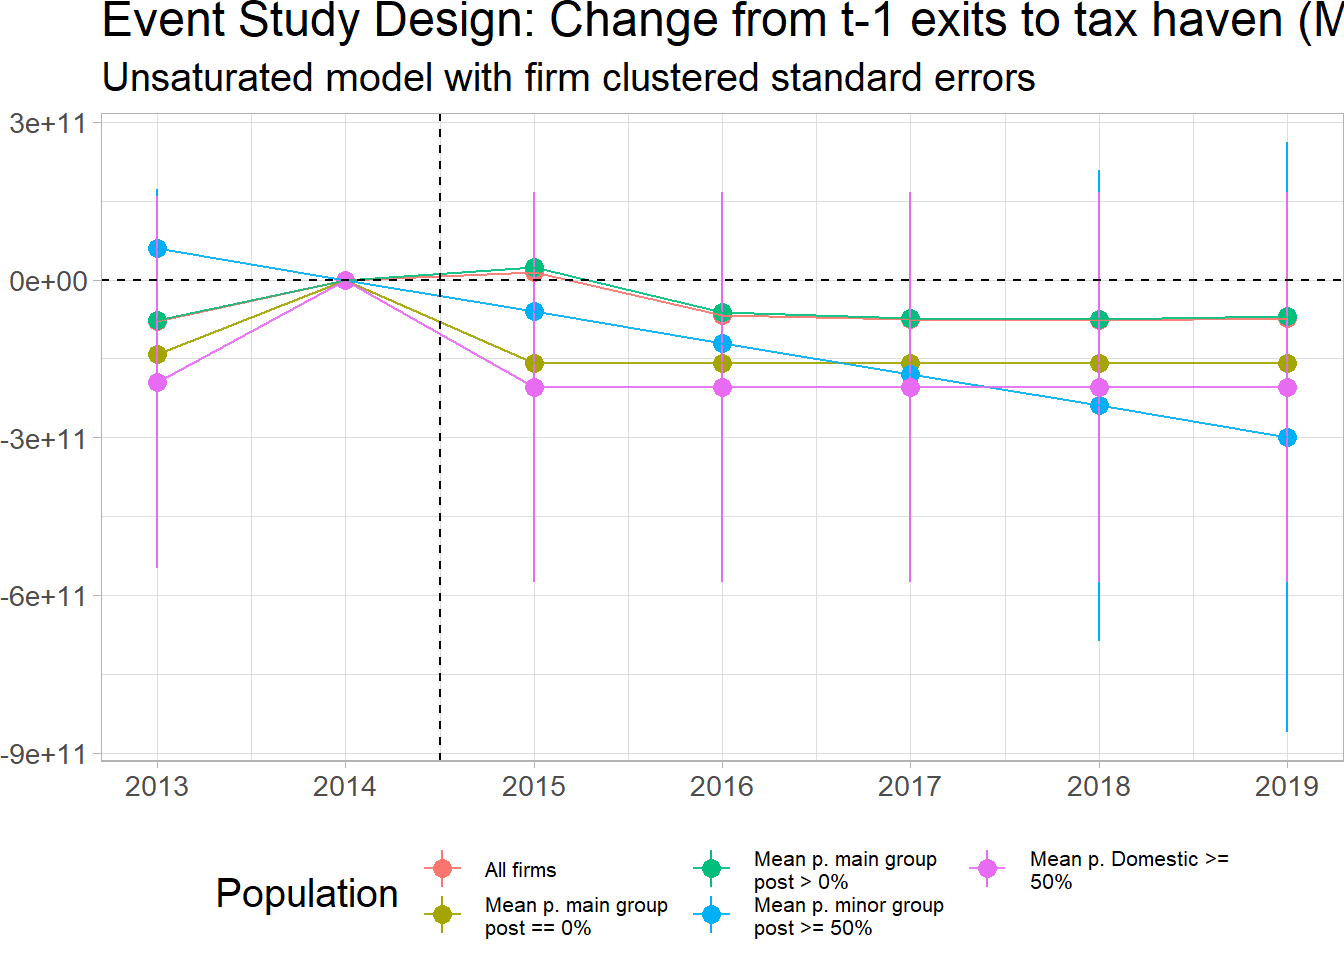 Event Study Design: Change from t-1 exits to tax haven (M
Unsaturated model with firm clustered standard errors
3e+11
0e+00
-3e+11
-6e+11
-9e+11
2013 2014 2015 2016 2017 2018 2019
Population
All firms
Mean p. main group
post == 0%
Mean p. main group
post > 0%
Mean p. minor group
post >= 50%
Mean p. Domestic >=
50%